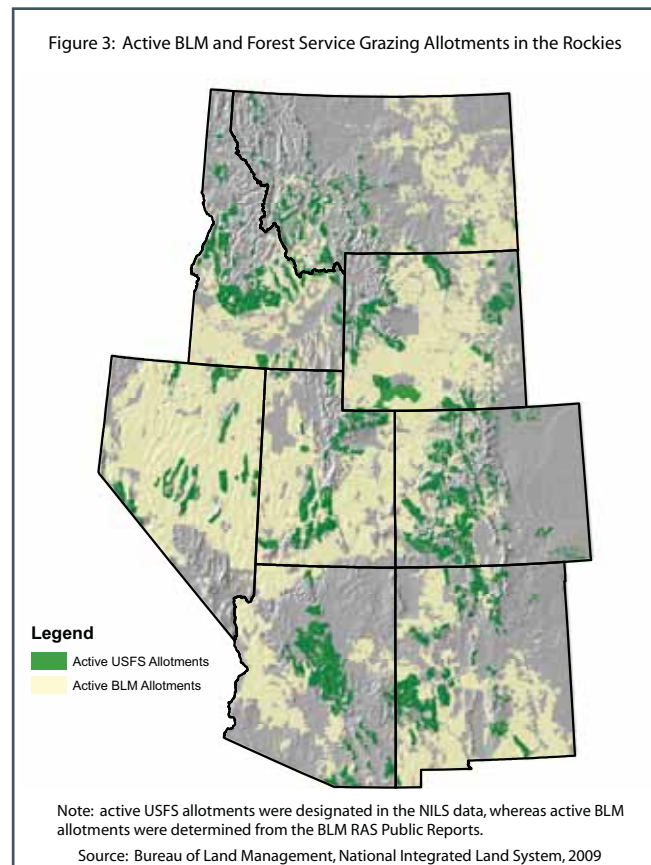 Figure 3: Active BLM and Forest Service Grazing Allotments in the Rockies
Legend
Active USFS Allotments
Active BLM Allotments
Note: active USFS allotments were designated in the NILS data, whereas active BLM
allotments were determined from the BLM RAS Public Reports.
Source: Bureau of Land Management, National Integrated Land System, 2009